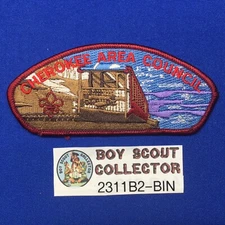 CHEROKEE AREA COUNCIL
BOY SCOUT
COLLECTOR
2311B2-BIN